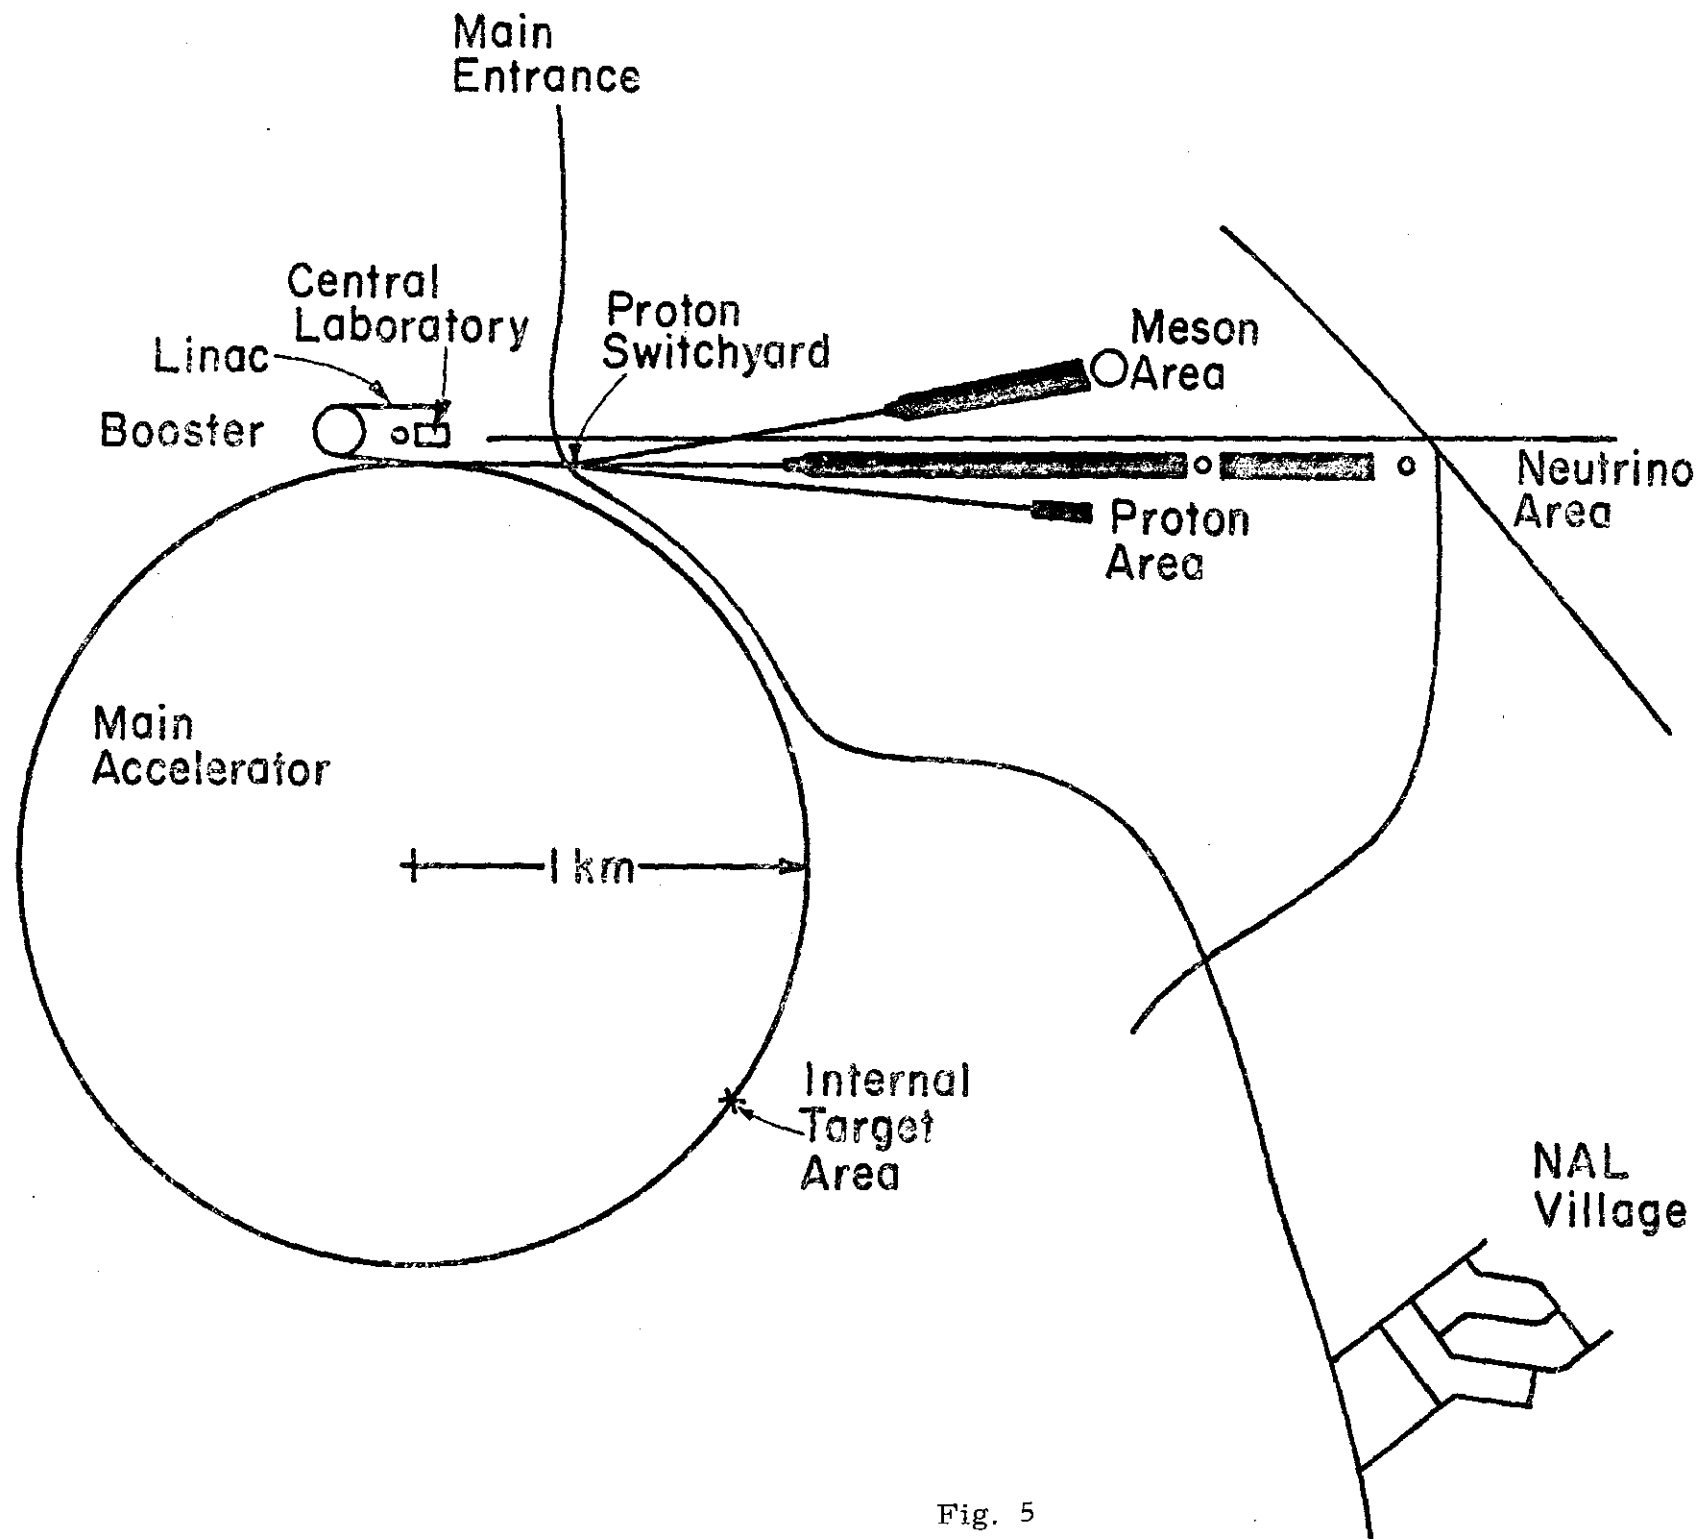 Main
Entrance
Central
Laboratory
Linac
Booster
Proton
Switchyard
Meson
Area
Neutrino
Area
Proton
Area
Main
Accelerator
1 km
Internal
Target
Area
NAL
Village
Fig. 5